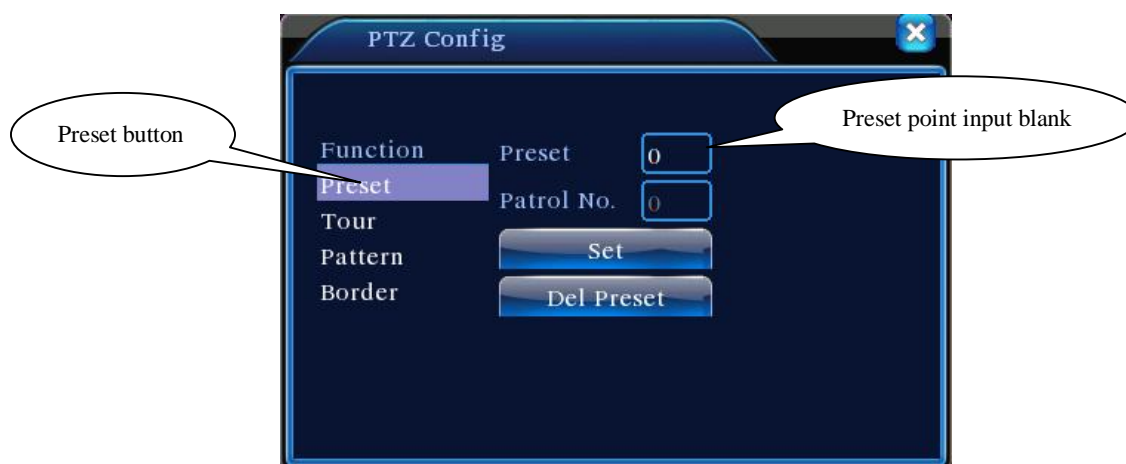 PTZ Config
Preset button
Preset point input blank
Function
Preset 0
Preset
Patrol No. 0
Tour
Set
Pattern
Border
Del Preset